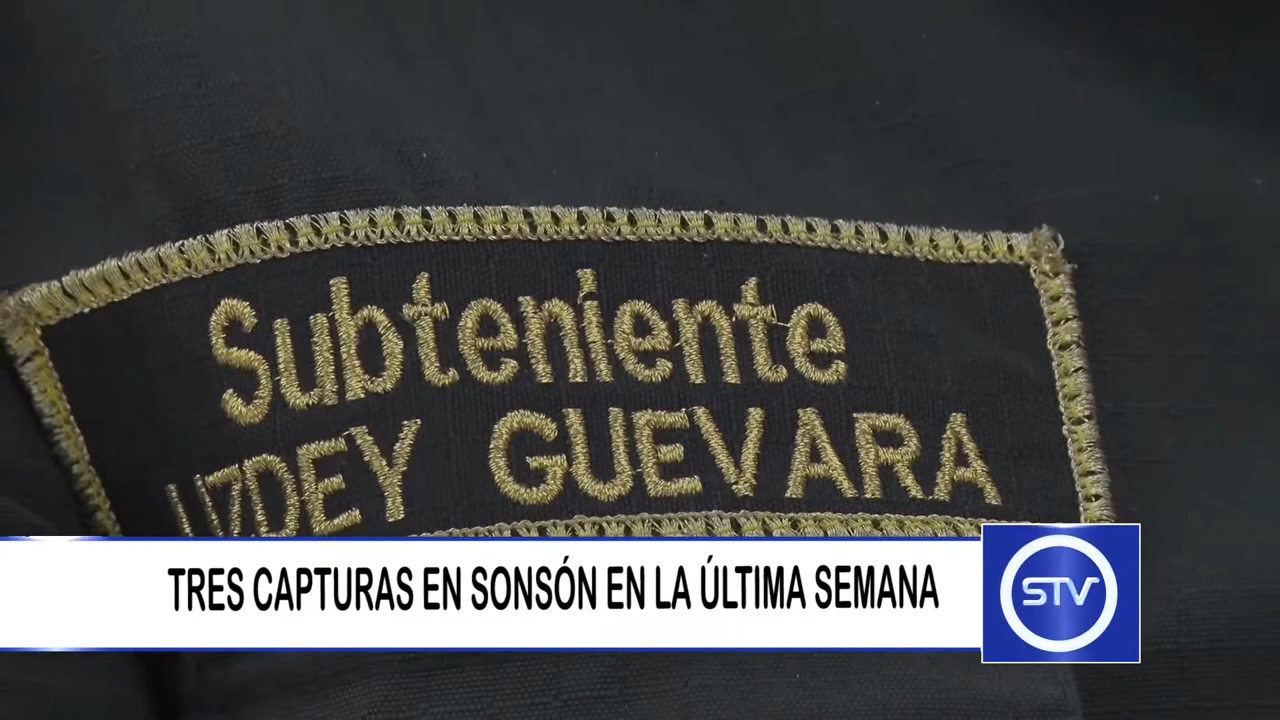 Subteniente
GUEVARA
TRES CAPTURAS EN SONSÓN EN LA ÚLTIMA SEMANA
STV